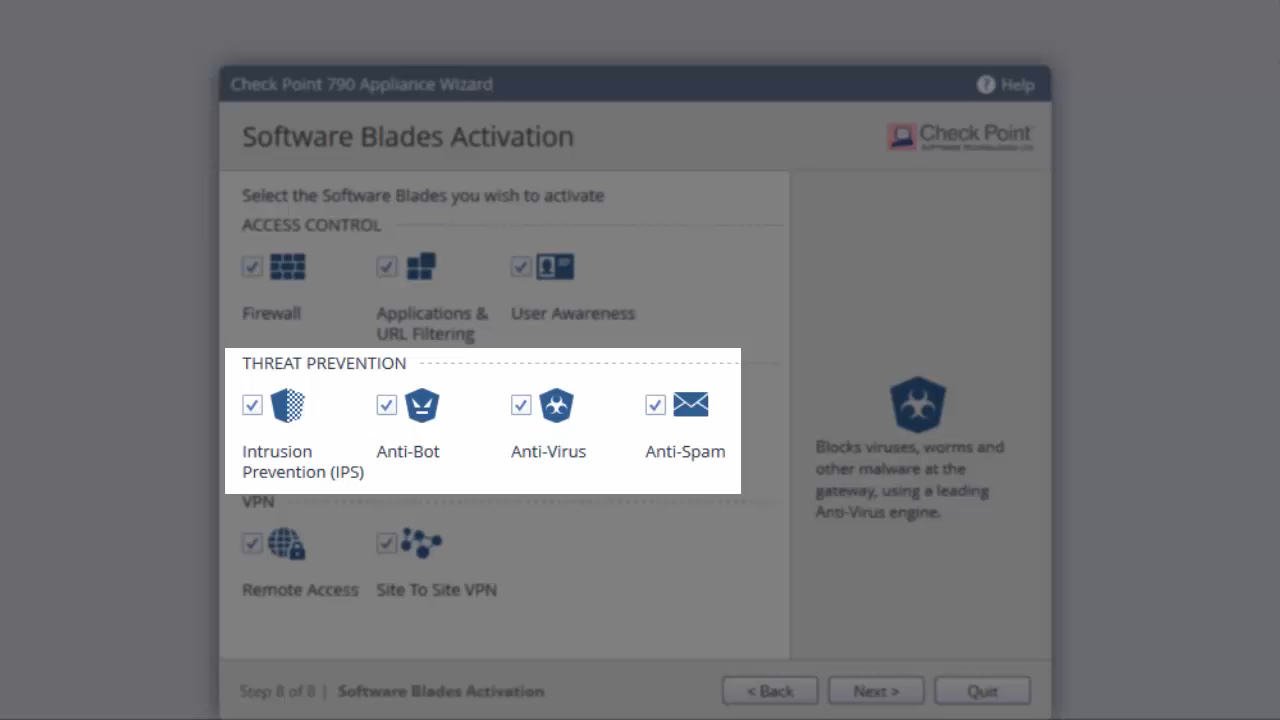 Check Point 790 Appliance Wizard
? Help
Software Blades Activation
Check Point
SOFTWARE TECHNOLOGIES LTD.
Select the Software Blades you wish to activate
ACCESS CONTROL
Firewall
Applications &
URL Filtering
User Awareness
THREAT PREVENTION
Intrusion
Prevention (IPS)
Anti-Bot
Anti-Virus
Anti-Spam
VPN
Remote Access
Site To Site VPN
Blocks viruses, worms and
other malware at the
gateway, using a leading
Anti-Virus engine.
Step 8 of 8 | Software Blades Activation
< Back
Next >
Quit